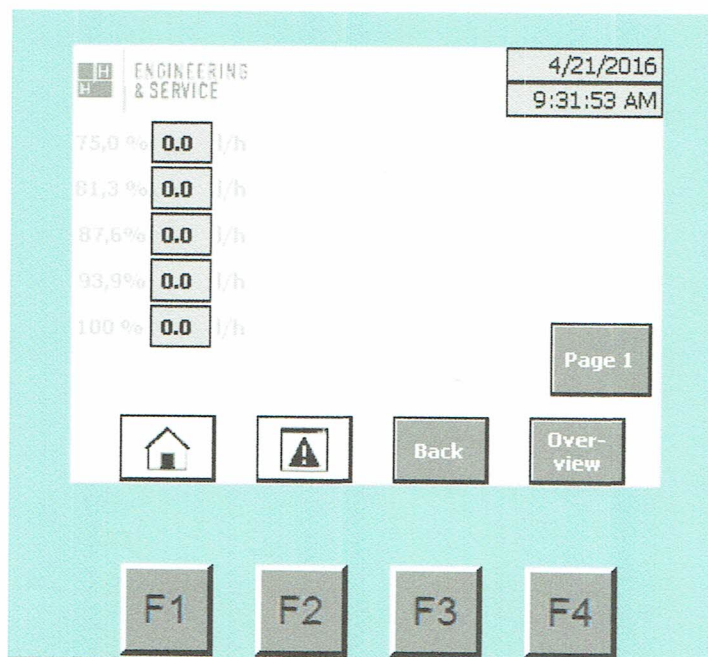 H ENGINEERING
H & SERVICE
4/21/2016
9:31:53 AM
75,0 % 0.0 l/h
81,3 % 0.0 l/h
87,6% 0.0 l/h
93,9% 0.0 l/h
100 % 0.0 l/h
Page 1
Back
Over-
view
F1 F2 F3 F4